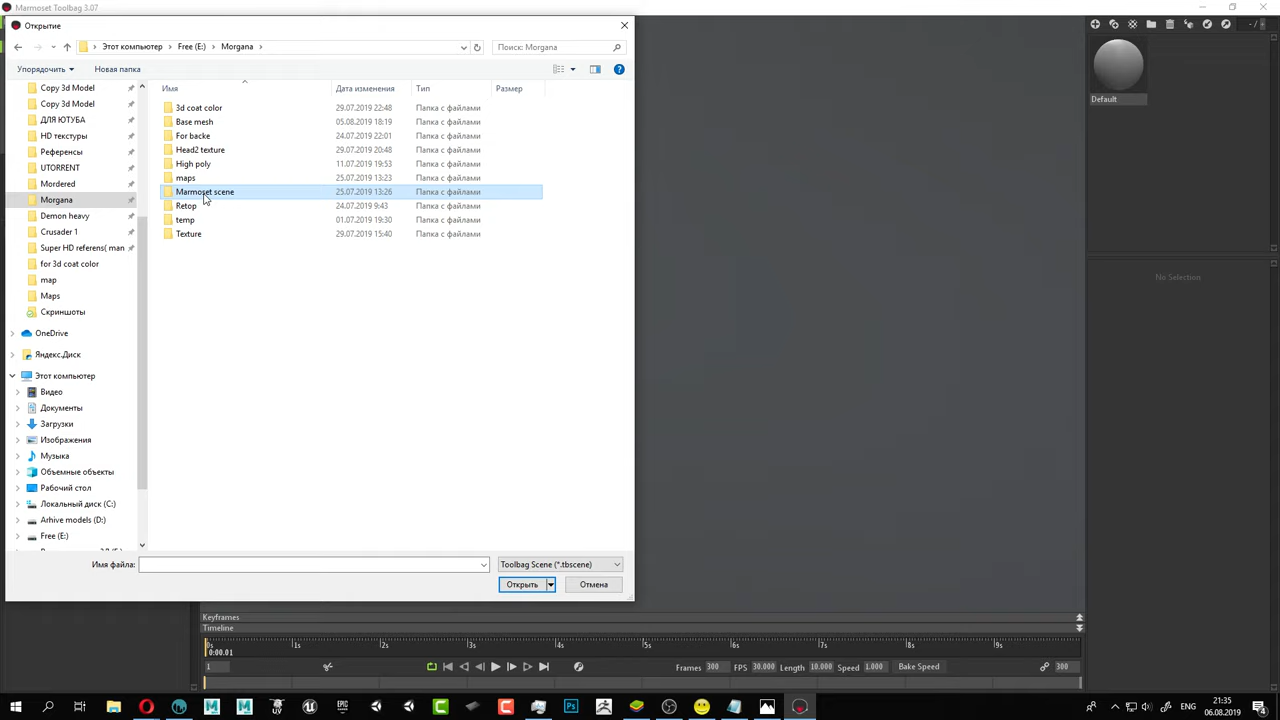 Marmoset Toolbag 3.07
Открытие
Этот компьютер › Free (E:) › Morgana ›
Поиск: Morgana
Упорядочить
Новая папка
Имя
Дата изменения
Тип
Размер
Default
Copy 3d Model
Copy 3d Model
ДЛЯ ЮТУБА
HD текстуры
Референсы
UTORRENT
Mordered
Morgana
Demon heavy
Crusader 1
Super HD referens( man
for 3d coat color
map
Maps
Скриншоты
OneDrive
Яндекс.Диск
Этот компьютер
Видео
Документы
Загрузки
Изображения
Музыка
Объемные объекты
Рабочий стол
Локальный диск (C:)
Arhive models (D:)
Free (E:)
3d coat color 29.07.2019 22:48 Папка с файлами
Base mesh 05.08.2019 18:19 Папка с файлами
For backe 24.07.2019 22:01 Папка с файлами
Head2 texture 29.07.2019 20:48 Папка с файлами
High poly 11.07.2019 19:53 Папка с файлами
maps 25.07.2019 13:23 Папка с файлами
Marmoset scene 25.07.2019 13:26 Папка с файлами
Retop 24.07.2019 9:43 Папка с файлами
temp 01.07.2019 19:30 Папка с файлами
Texture 29.07.2019 15:40 Папка с файлами
No Selection
Имя файла:
Toolbag Scene (*.tbscene)
Открыть
Отмена
Keyframes
Timeline
0s 1s 2s 3s 4s 5s 6s 7s 8s 9s
0:00.01
1
Frames 300 FPS 30.000 Length 10.000 Speed 1.000 Bake Speed 300
ENG
21:35
06.08.2019